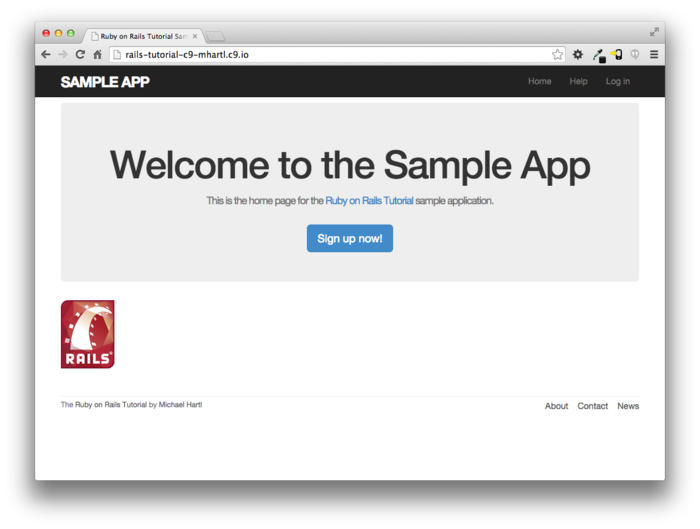 Ruby on Rails Tutorial Sam
rails-tutorial-c9-mhartl.c9.io
SAMPLE APP
Home Help Log in
Welcome to the Sample App
This is the home page for the Ruby on Rails Tutorial sample application.
Sign up now!
RAILS
The Ruby on Rails Tutorial by Michael Hartl
About Contact News